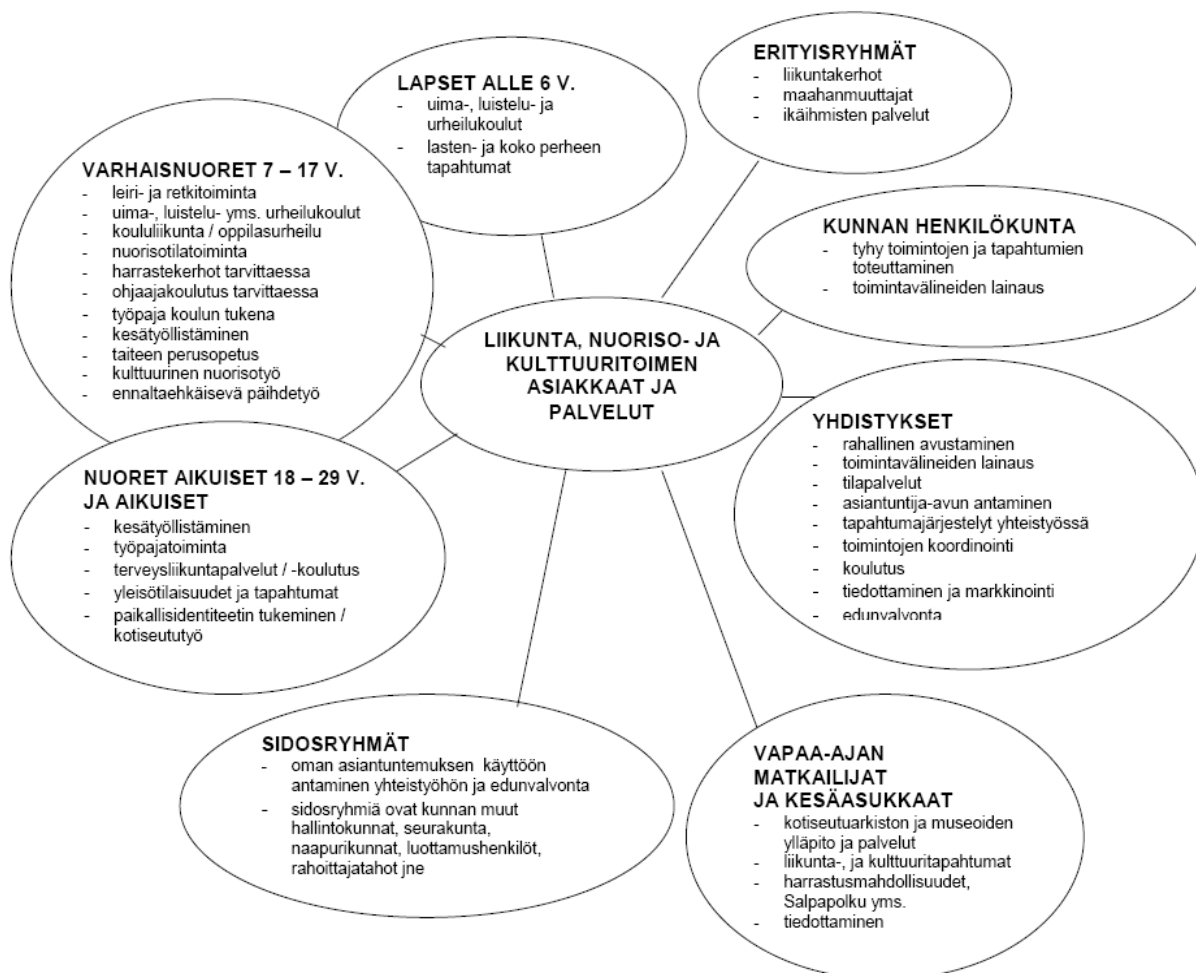 ERITYISRYHMÄT
- liikuntakerhot
- maahanmuuttajat
- ikäihmisten palvelut
LAPSET ALLE 6 V.
- uima-, luistelu- ja
urheilukoulut
- lasten- ja koko perheen
tapahtumat
VARHAISNUORET 7 – 17 V.
- leiri- ja retkitoiminta
- uima-, luistelu- yms. urheilukoulut
- koululiikunta / oppilasurheilu
- nuorisotilatoiminta
- harrastekerhot tarvittaessa
- ohjaajakoulutus tarvittaessa
- työpaja koulun tukena
- kesätyöllistäminen
- taiteen perusopetus
- kulttuurinen nuorisotyö
- ennaltaehkäisevä päihdetyö
KUNNAN HENKILÖKUNTA
- tyhy toimintojen ja tapahtumien
toteuttaminen
- toimintavälineiden lainaus
LIIKUNTA, NUORISO- JA
KULTTUURITOIMEN
ASIAKKAAT JA
PALVELUT
YHDISTYKSET
- rahallinen avustaminen
- toimintavälineiden lainaus
- tilapalvelut
- asiantuntija-avun antaminen
- tapahtumajärjestelyt yhteistyössä
- toimintojen koordinointi
- koulutus
- tiedottaminen ja markkinointi
- edunvalvonta
NUORET AIKUISET 18 – 29 V.
JA AIKUISET
- kesätyöllistäminen
- työpajatoiminta
- terveysliikuntapalvelut / -koulutus
- yleisötilaisuudet ja tapahtumat
- paikallisidentiteetin tukeminen /
kotiseututyö
SIDOSRYHMÄT
- oman asiantuntemuksen käyttöön
antaminen yhteistyöhön ja edunvalvonta
- sidosryhmiä ovat kunnan muut
hallintokunnat, seurakunta,
naapurikunnat, luottamushenkilöt,
rahoittajatahot jne
VAPAA-AJAN
MATKAILIJAT
JA KESÄASUKKAAT
- kotiseutuarkiston ja museoiden
ylläpito ja palvelut
- liikunta-, ja kulttuuritapahtumat
- harrastusmahdollisuudet,
Salpapolku yms.
- tiedottaminen